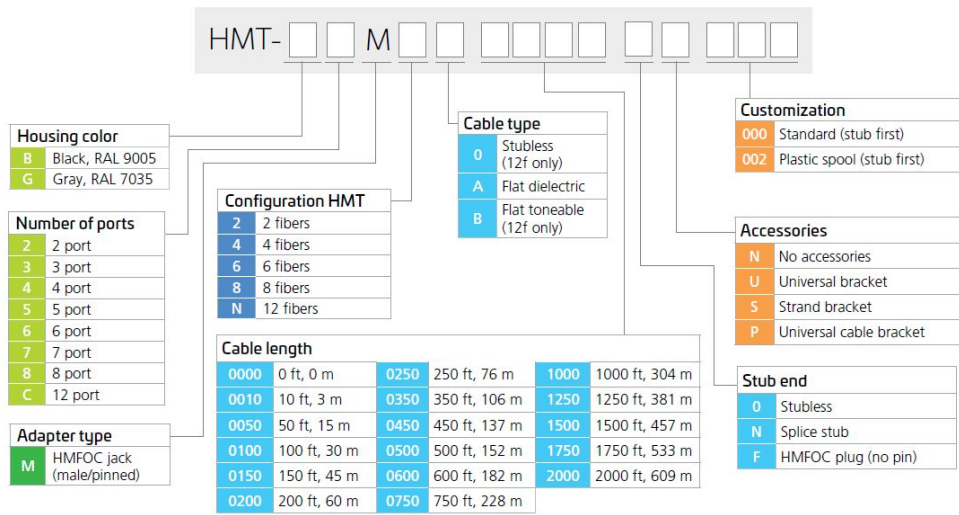 HMT- M
Housing color
B Black, RAL 9005
G Gray, RAL 7035
Number of ports
2 2 port
3 3 port
4 4 port
5 5 port
6 6 port
7 7 port
8 8 port
C 12 port
Adapter type
M HMFOC jack
(male/pinned)
Configuration HMT
2 2 fibers
4 4 fibers
6 6 fibers
8 8 fibers
N 12 fibers
Cable type
0 Stubless
(12f only)
A Flat dielectric
B Flat toneable
(12f only)
Cable length
0000 0 ft, 0 m 0250 250 ft, 76 m 1000 1000 ft, 304 m
0010 10 ft, 3 m 0350 350 ft, 106 m 1250 1250 ft, 381 m
0050 50 ft, 15 m 0450 450 ft, 137 m 1500 1500 ft, 457 m
0100 100 ft, 30 m 0500 500 ft, 152 m 1750 1750 ft, 533 m
0150 150 ft, 45 m 0600 600 ft, 182 m 2000 2000 ft, 609 m
0200 200 ft, 60 m 0750 750 ft, 228 m
Customization
000 Standard (stub first)
002 Plastic spool (stub first)
Accessories
N No accessories
U Universal bracket
S Strand bracket
P Universal cable bracket
Stub end
0 Stubless
N Splice stub
F HMFOC plug (no pin)